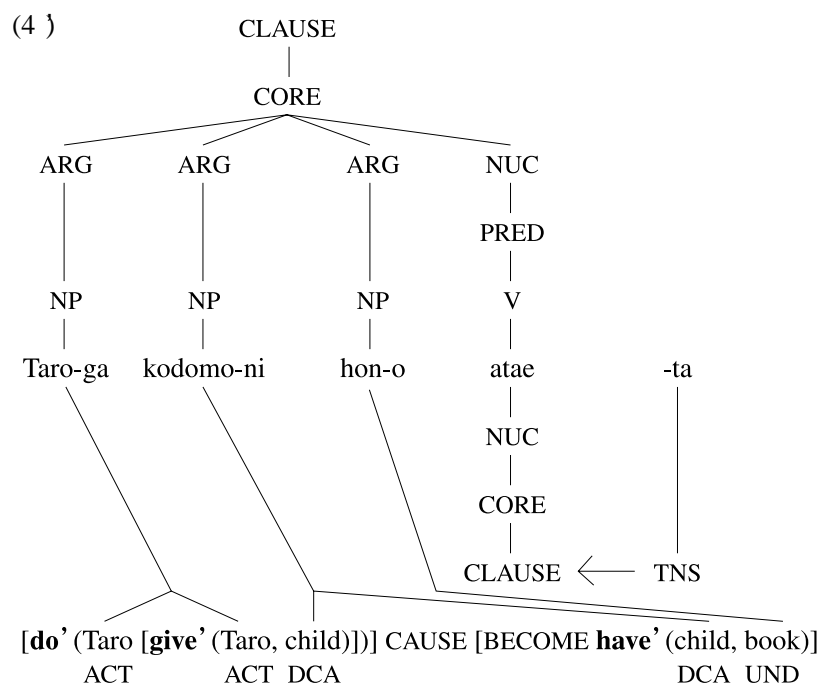 (4 ’)
CLAUSE
CORE
ARG ARG ARG NUC
PRED
NP NP NP V
Taro-ga kodomo-ni hon-o atae -ta
NUC
CORE
CLAUSE TNS
[do’ (Taro [give’ (Taro, child)])] CAUSE [BECOME have’ (child, book)]
ACT ACT DCA DCA UND